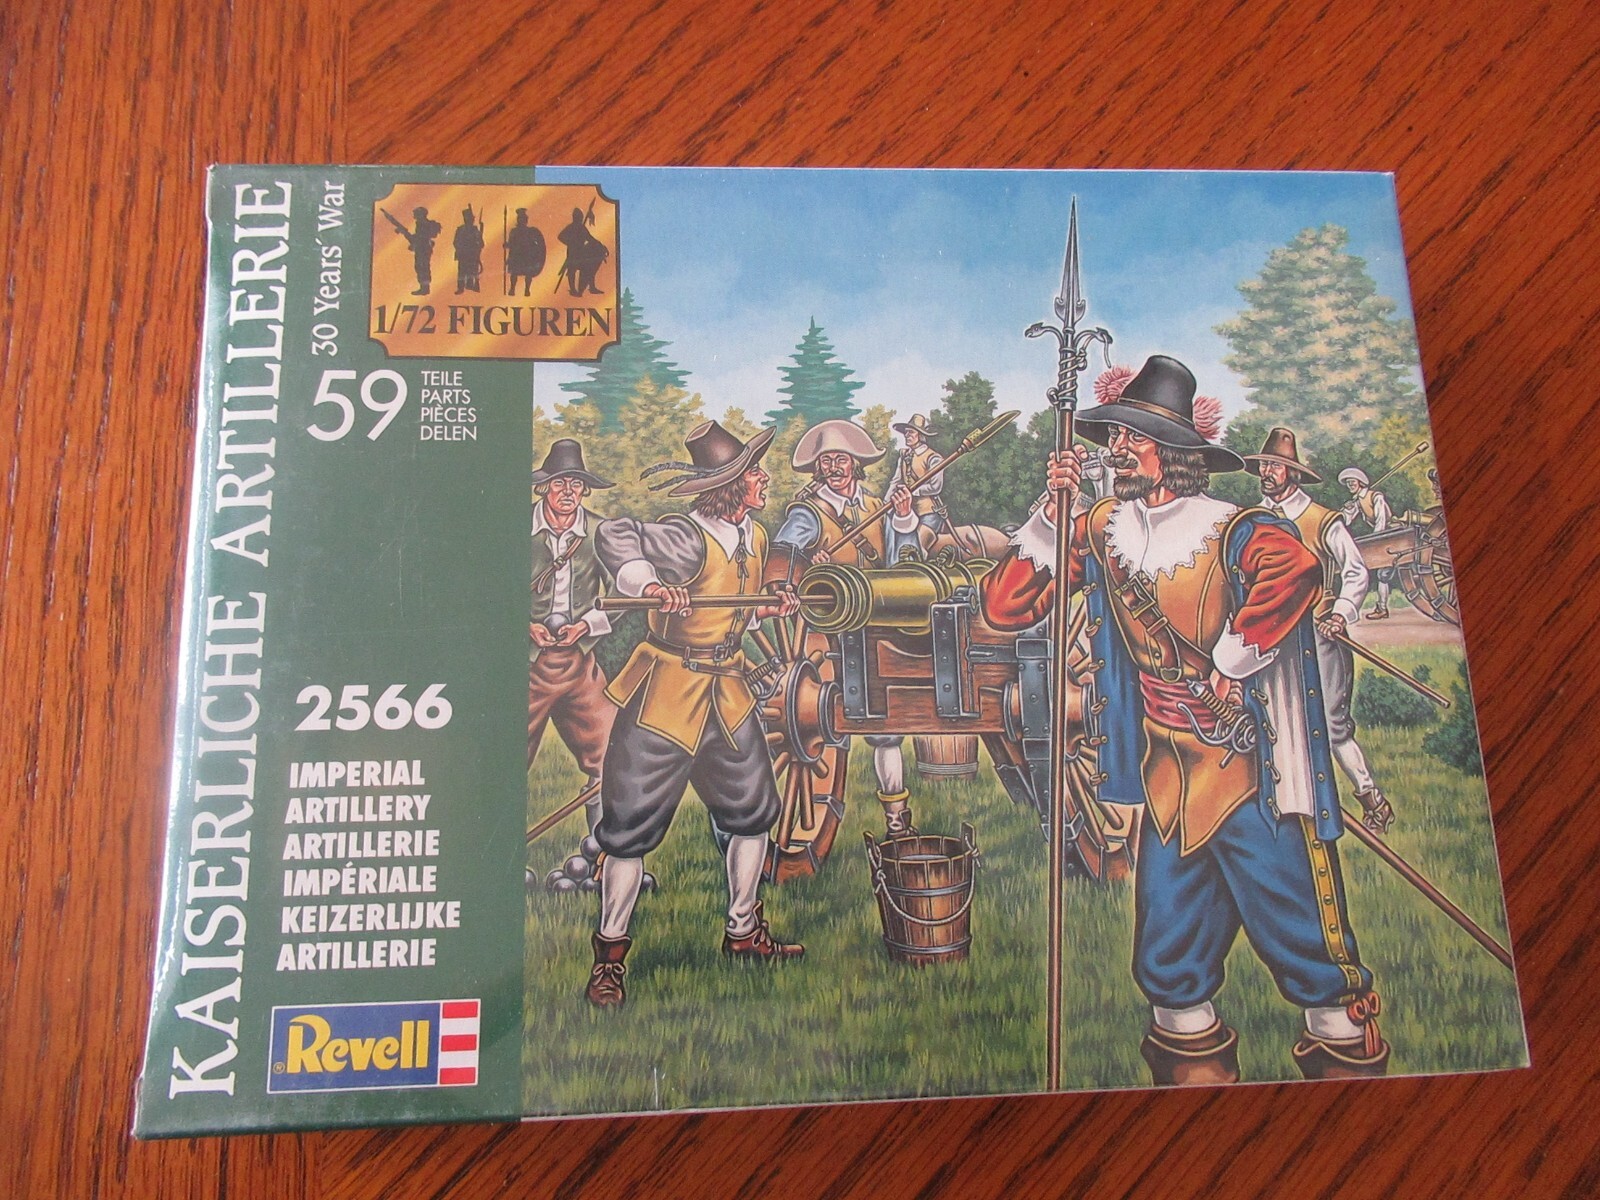 KAISERLICHE ARTILLERIE
30 Years' War
1/72 FIGUREN
59
TEILE
PARTS
PIÈCES
DELEN
2566
IMPERIAL
ARTILLERY
ARTILLERIE
IMPÉRIALE
KEIZERLIJKE
ARTILLERIE
® Revell